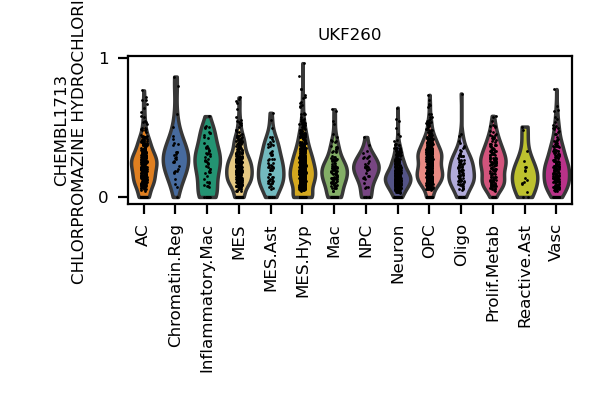 UKF260
CHEMBL1713
CHLORPROMAZINE HYDROCHLORI
1
0
AC
Chromatin.Reg
Inflammatory.Mac
MES
MES.Ast
MES.Hyp
Mac
NPC
Neuron
OPC
Oligo
Prolif.Metab
Reactive.Ast
Vasc